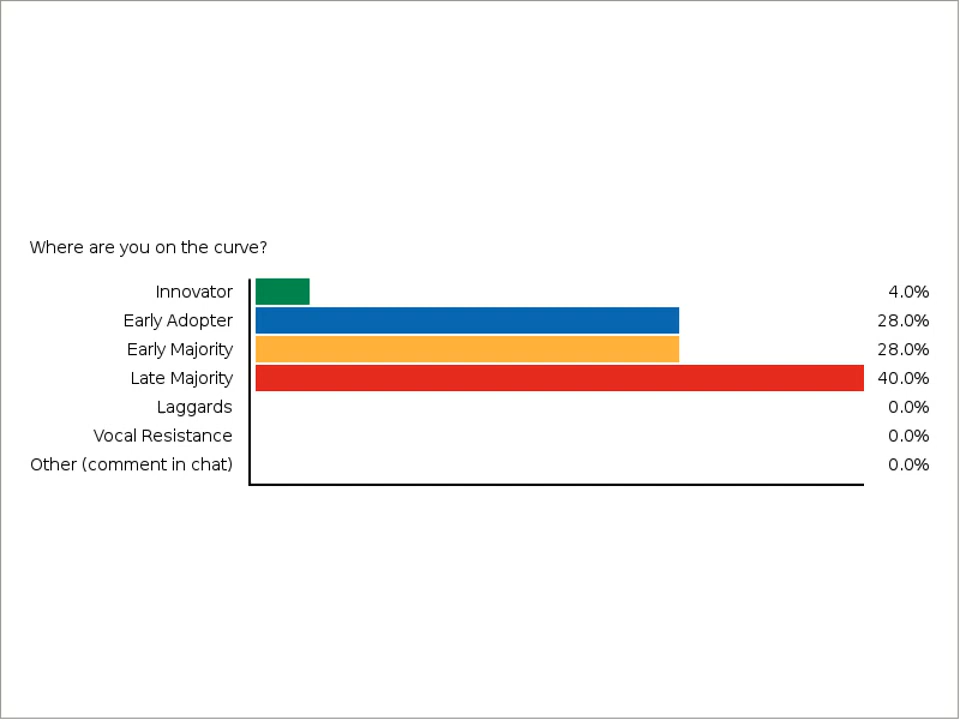 Where are you on the curve?
Innovator 4.0%
Early Adopter 28.0%
Early Majority 28.0%
Late Majority 40.0%
Laggards 0.0%
Vocal Resistance 0.0%
Other (comment in chat) 0.0%